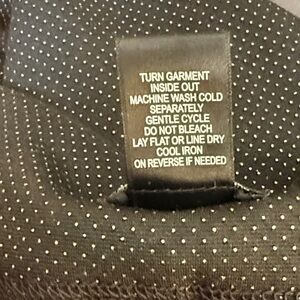 TURN GARMENT
INSIDE OUT
MACHINE WASH COLD
SEPARATELY
GENTLE CYCLE
DO NOT BLEACH
LAY FLAT OR LINE DRY
COOL IRON
ON REVERSE IF NEEDED